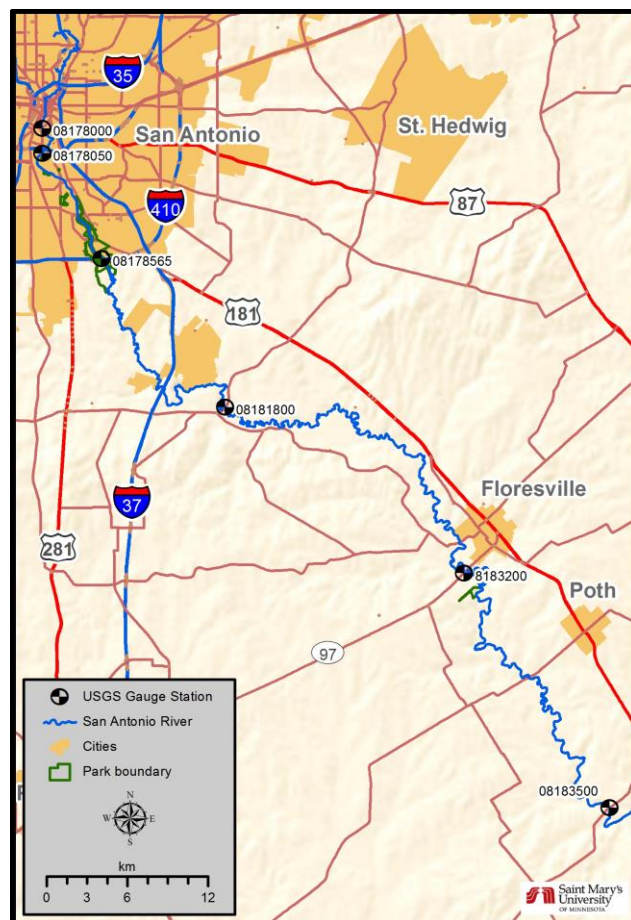 35
08178000
San Antonio
St. Hedwig
08178050
410
87
08178565
181
08181800
Floresville
37
281
8183200
Poth
97
USGS Gauge Station
San Antonio River
Cities
Park boundary
N
W
E
S
km
0 3 6 12
08183500
Saint Mary's
University
OF MINNESOTA